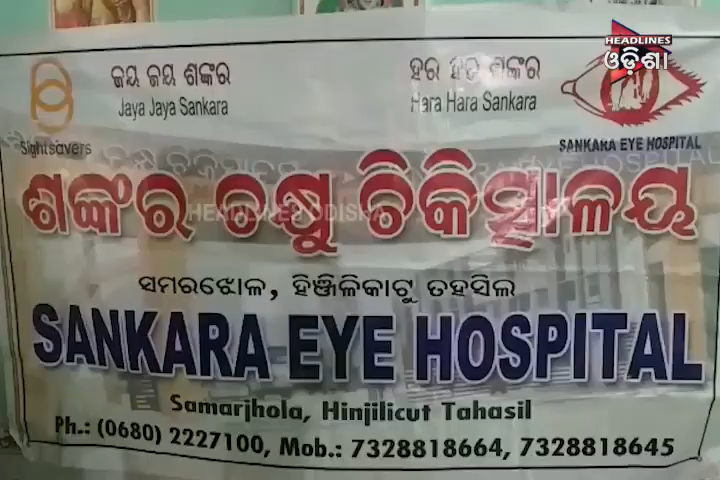 HEADLINES
ଓଡ଼ିଶା
ଜୟ ଜୟ ଶଙ୍କର
ହର ହର ଶଙ୍କର
Jaya Jaya Sankara
Hara Hara Sankara
Sightsavers
SANKARA EYE HOSPITAL
ଶଙ୍କର ଚକ୍ଷୁ ଚିକିତ୍ସାଳୟ
HEADLINES ODISHA
ସମରଝୋଳ, ହିଞ୍ଜିଳିକାଟୁ ତହସିଲ
SANKARA EYE HOSPITAL
Samarjhola, Hinjilicut Tahasil
Ph.: (0680) 2227100, Mob.: 7328818664, 7328818645